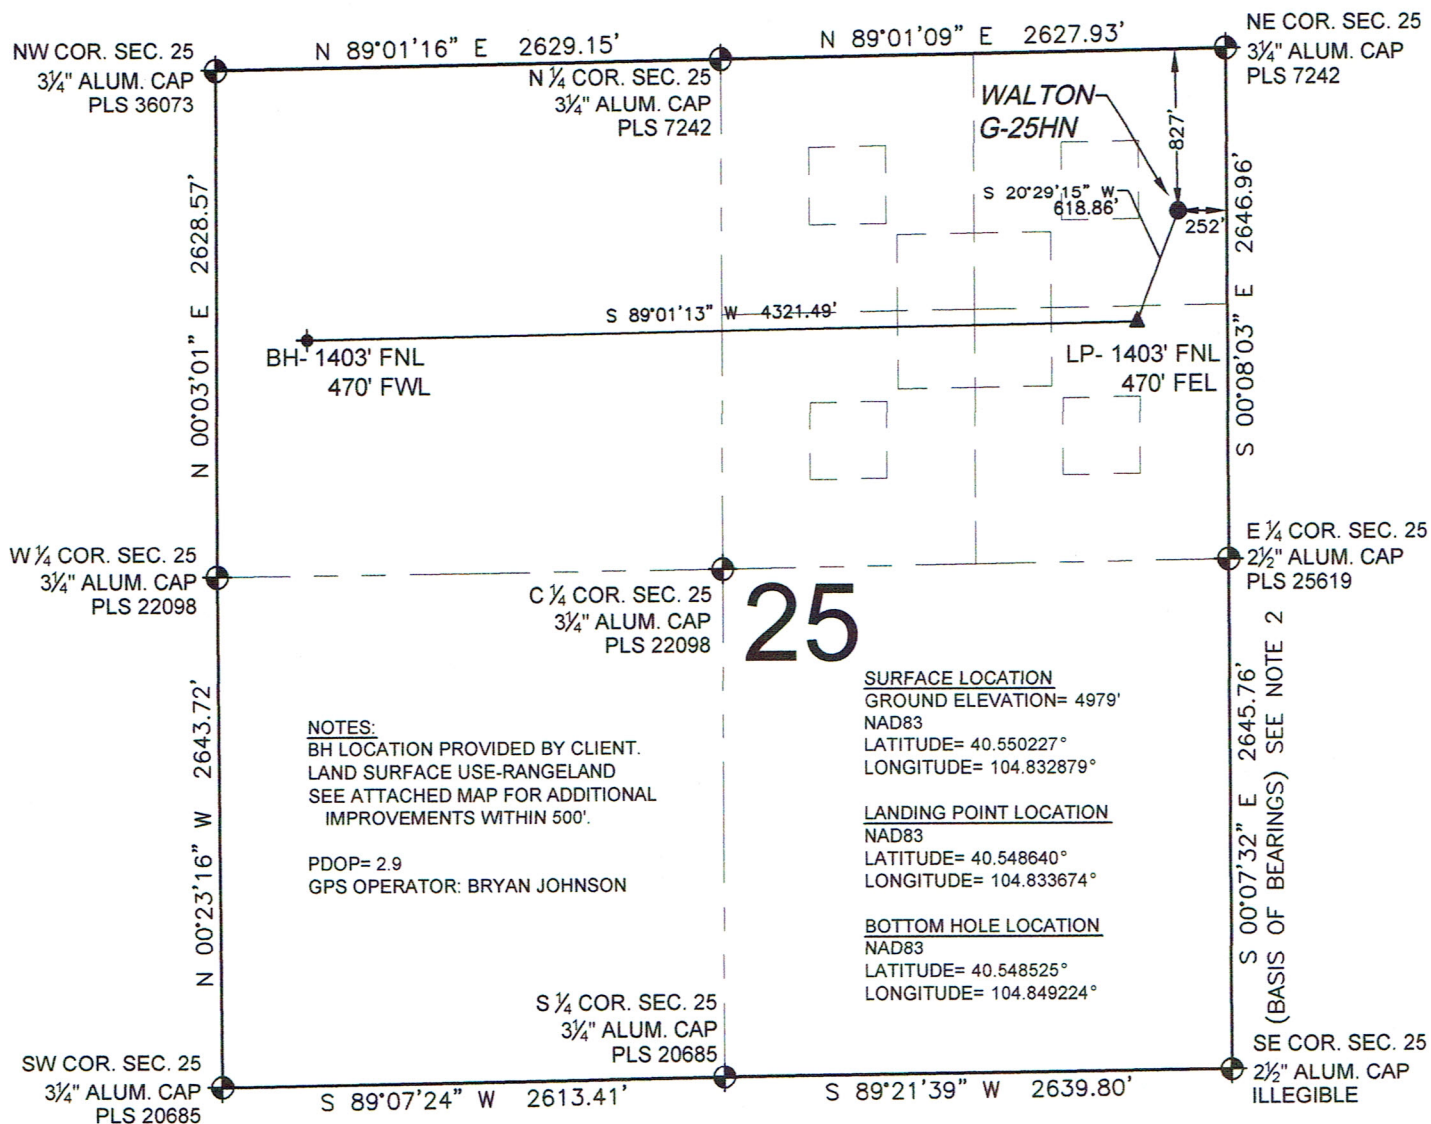 NW COR. SEC. 25
3¼" ALUM. CAP
PLS 36073
N 89°01'16" E 2629.15'
N ¼ COR. SEC. 25
3¼" ALUM. CAP
PLS 7242
N 89°01'09" E 2627.93'
NE COR. SEC. 25
3¼" ALUM. CAP
PLS 7242
WALTON
G-25HN
827'
252'
S 20°29'15" W
618.86'
N 00°03'01" E 2628.57'
S 00°08'03" E 2646.96'
S 89°01'13" W 4321.49'
BH- 1403' FNL
470' FWL
LP- 1403' FNL
470' FEL
W ¼ COR. SEC. 25
3¼" ALUM. CAP
PLS 22098
C ¼ COR. SEC. 25
3¼" ALUM. CAP
PLS 22098
25
E ¼ COR. SEC. 25
2½" ALUM. CAP
PLS 25619
N 00°23'16" W 2643.72'
NOTES:
BH LOCATION PROVIDED BY CLIENT.
LAND SURFACE USE-RANGELAND
SEE ATTACHED MAP FOR ADDITIONAL
IMPROVEMENTS WITHIN 500'.
PDOP= 2.9
GPS OPERATOR: BRYAN JOHNSON
SURFACE LOCATION
GROUND ELEVATION= 4979'
NAD83
LATITUDE= 40.550227°
LONGITUDE= 104.832879°
LANDING POINT LOCATION
NAD83
LATITUDE= 40.548640°
LONGITUDE= 104.833674°
BOTTOM HOLE LOCATION
NAD83
LATITUDE= 40.548525°
LONGITUDE= 104.849224°
S 00°07'32" E 2645.76'
(BASIS OF BEARINGS) SEE NOTE 2
SW COR. SEC. 25
3¼" ALUM. CAP
PLS 20685
S 89°07'24" W 2613.41'
S ¼ COR. SEC. 25
3¼" ALUM. CAP
PLS 20685
S 89°21'39" W 2639.80'
SE COR. SEC. 25
2½" ALUM. CAP
ILLEGIBLE